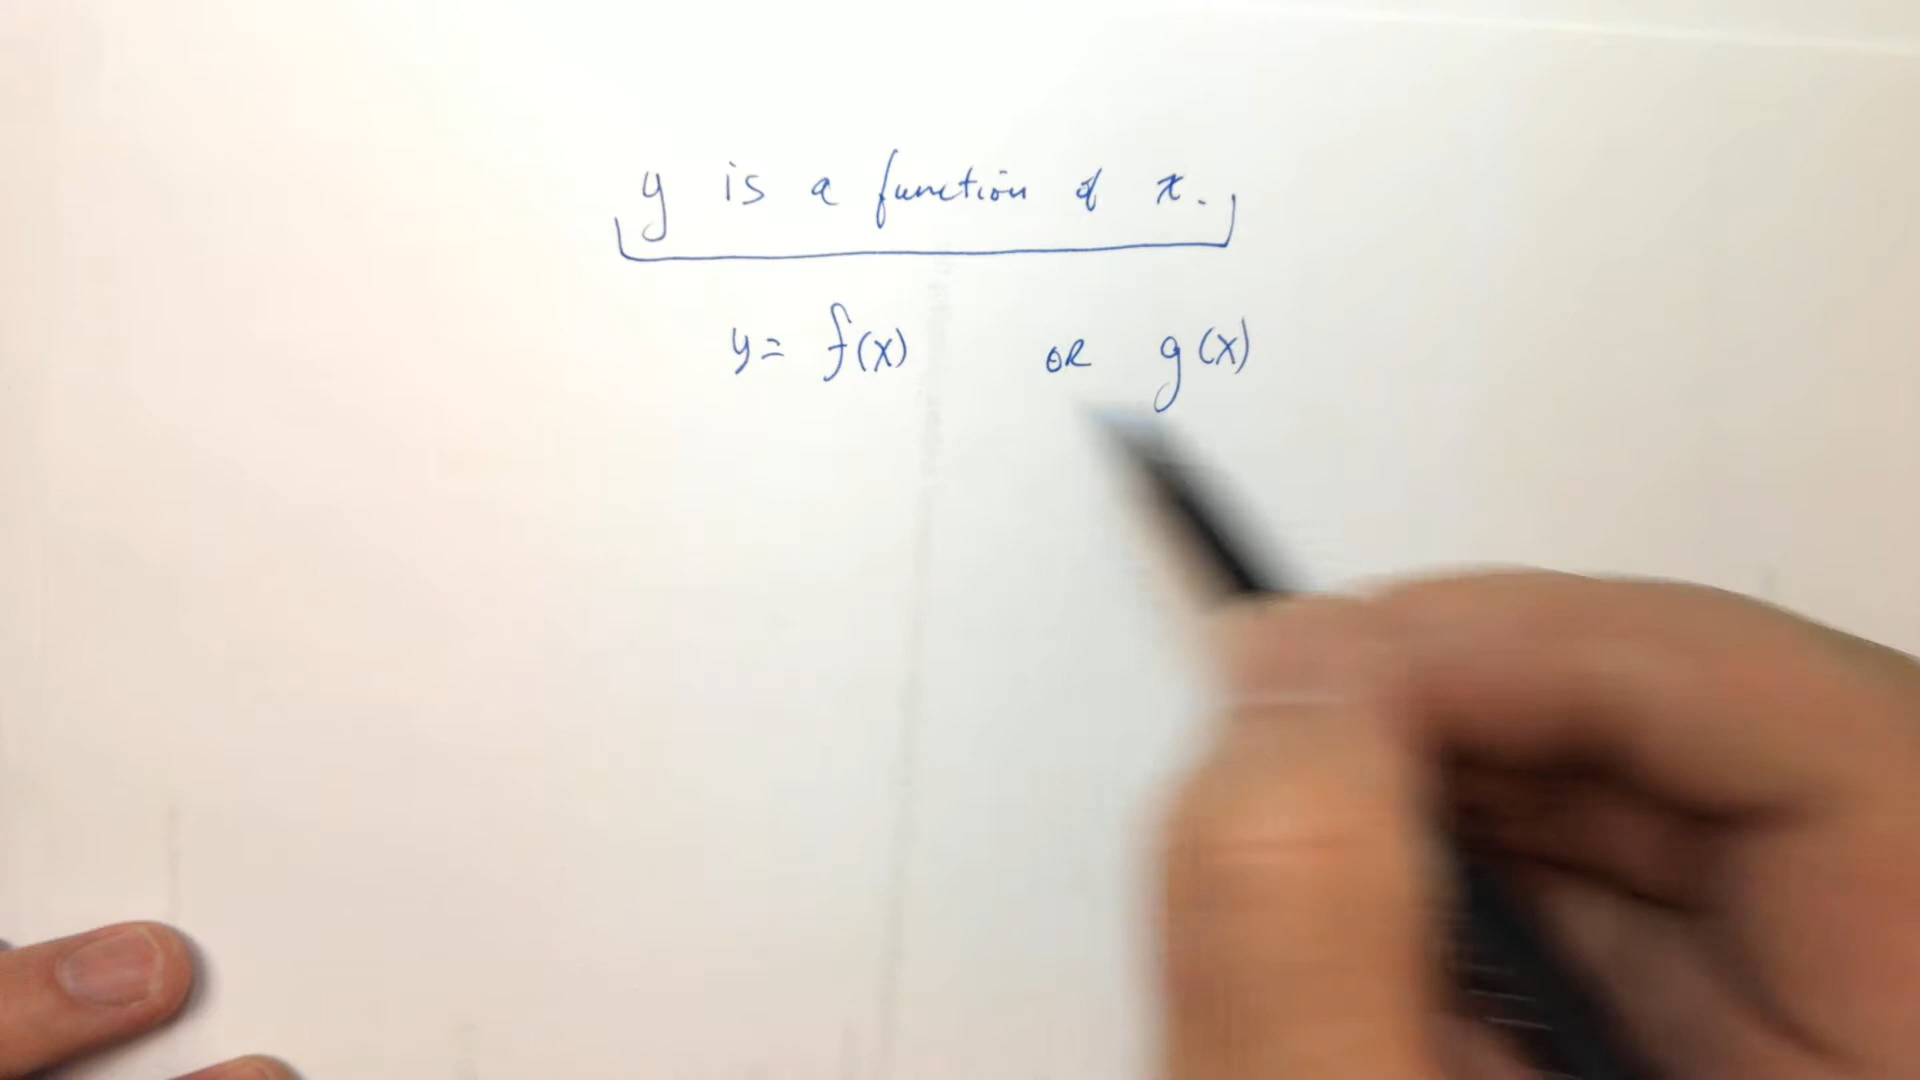 y is a function of x.
y = f(x) OR g(x)